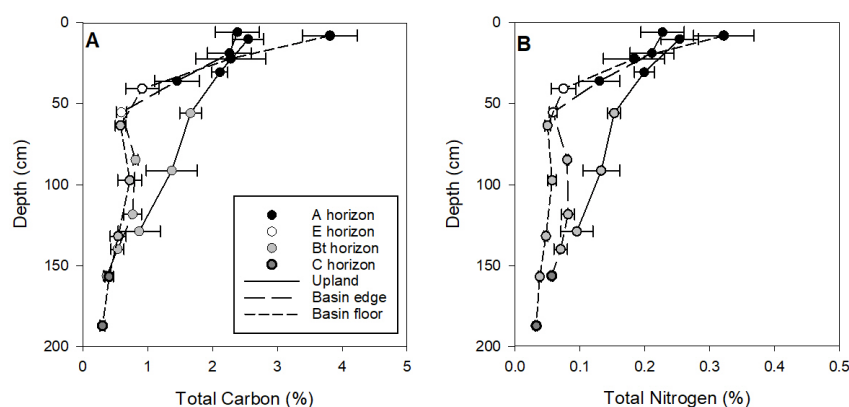 A
0
50
100
150
200
Depth (cm)
0 1 2 3 4 5
Total Carbon (%)
A horizon
E horizon
Bt horizon
C horizon
Upland
Basin edge
Basin floor
B
0
50
100
150
200
Depth (cm)
0.0 0.1 0.2 0.3 0.4 0.5
Total Nitrogen (%)